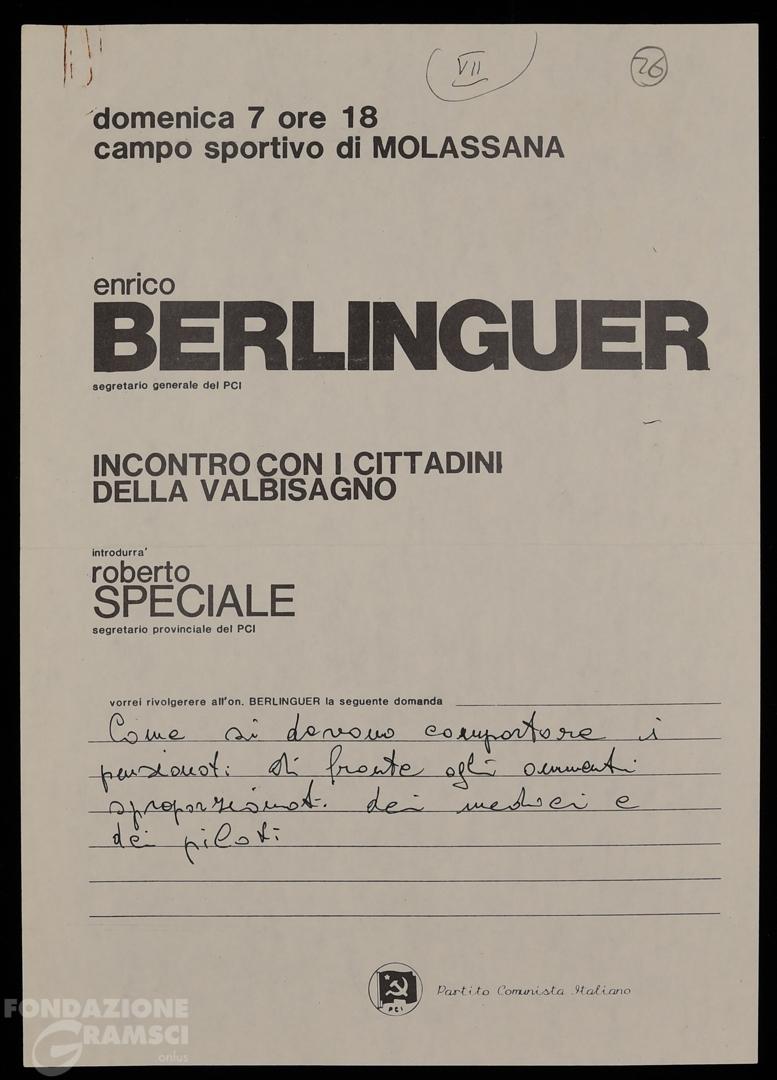 VII
26
domenica 7 ore 18
campo sportivo di MOLASSANA
enrico
BERLINGUER
segretario generale del PCI
INCONTRO CON I CITTADINI
DELLA VALBISAGNO
introdurra'
roberto
SPECIALE
segretario provinciale del PCI
vorrei rivolgerere all'on. BERLINGUER la seguente domanda
Come si devono comportare i
pensionati di fronte agli aummenti
sproporzionati dei medici e
dei piloti
PCI
Partito Comunista Italiano
FONDAZIONE
GRAMSCI
onlus